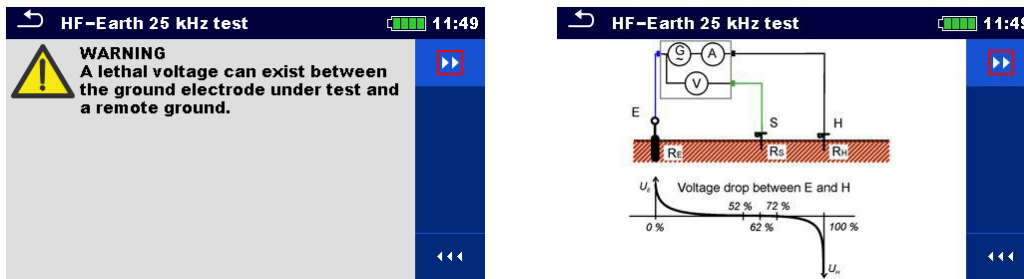 HF-Earth 25 kHz test
11:49
WARNING
A lethal voltage can exist between
the ground electrode under test and
a remote ground.
HF-Earth 25 kHz test
11:49
G
A
V
E
S
H
RE
RS
RH
UE
Voltage drop between E and H
52 % 72 %
0 %
62 %
100 %
UH